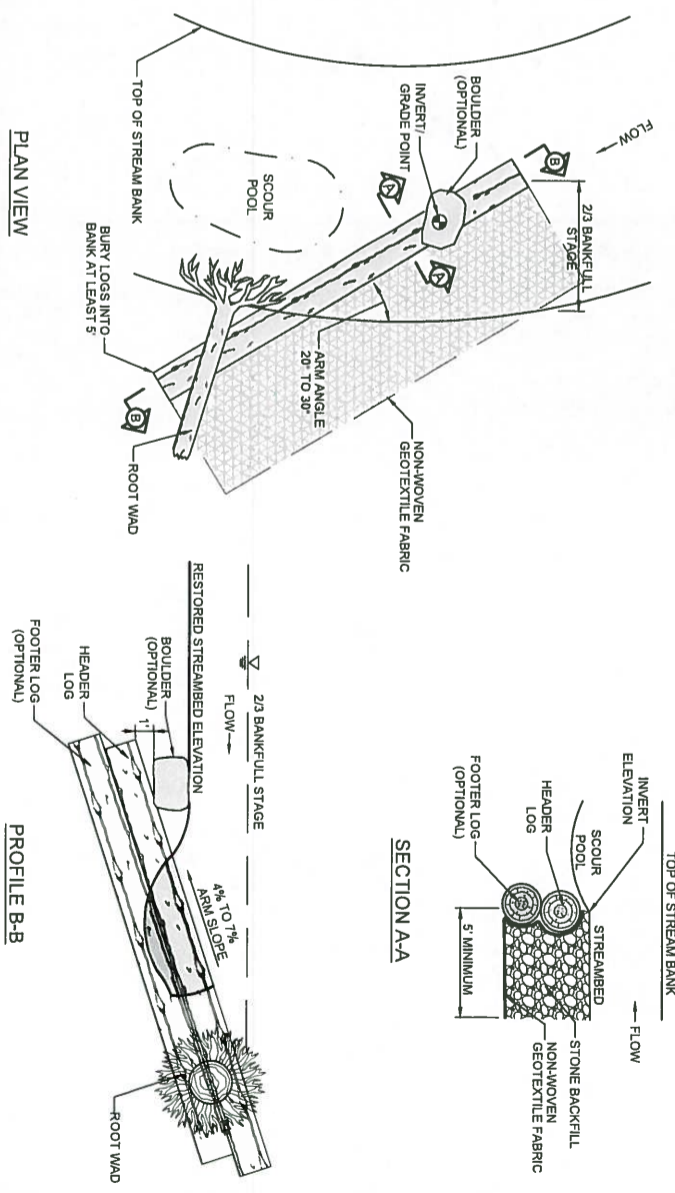 TOP OF STREAM BANK
FLOW
B
2/3 BANKFULL
STAGE
BOULDER
(OPTIONAL)
INVERT/
GRADE POINT
A
A
TOP OF STREAM BANK
SCOUR
POOL
ARM ANGLE
20° TO 30°
NON-WOVEN
GEOTEXTILE FABRIC
BURY LOGS INTO
BANK AT LEAST 5'
B
ROOT WAD
PLAN VIEW
INVERT
ELEVATION
SCOUR
POOL
STREAMBED
FLOW
HEADER
LOG
FOOTER LOG
(OPTIONAL)
5' MINIMUM
STONE BACKFILL
NON-WOVEN
GEOTEXTILE FABRIC
SECTION A-A
2/3 BANKFULL STAGE
FLOW
RESTORED STREAMBED ELEVATION
BOULDER
(OPTIONAL)
1'
4% TO 7%
ARM SLOPE
HEADER
LOG
FOOTER LOG
(OPTIONAL)
ROOT WAD
PROFILE B-B